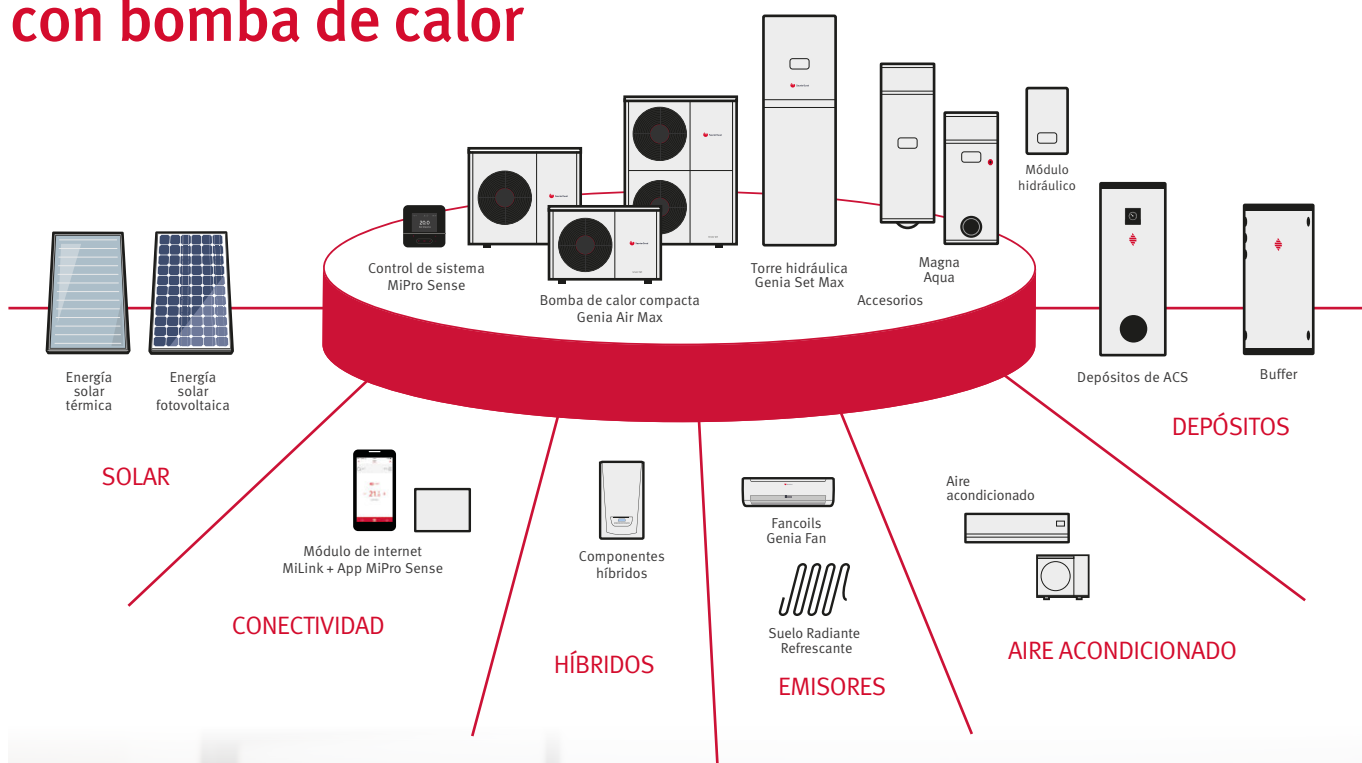 con bomba de calor
Módulo
hidráulico
20.0
Control de sistema
MiPro Sense
Bomba de calor compacta
Genia Air Max
Torre hidráulica
Genia Set Max
Magna
Aqua
Accesorios
Energía
solar
térmica
Energía
solar
fotovoltaica
Depósitos de ACS
Buffer
SOLAR
DEPÓSITOS
Módulo de internet
MiLink + App MiPro Sense
Componentes
híbridos
Fancoils
Genia Fan
Aire
acondicionado
Suelo Radiante
Refrescante
CONECTIVIDAD
HÍBRIDOS
EMISORES
AIRE ACONDICIONADO